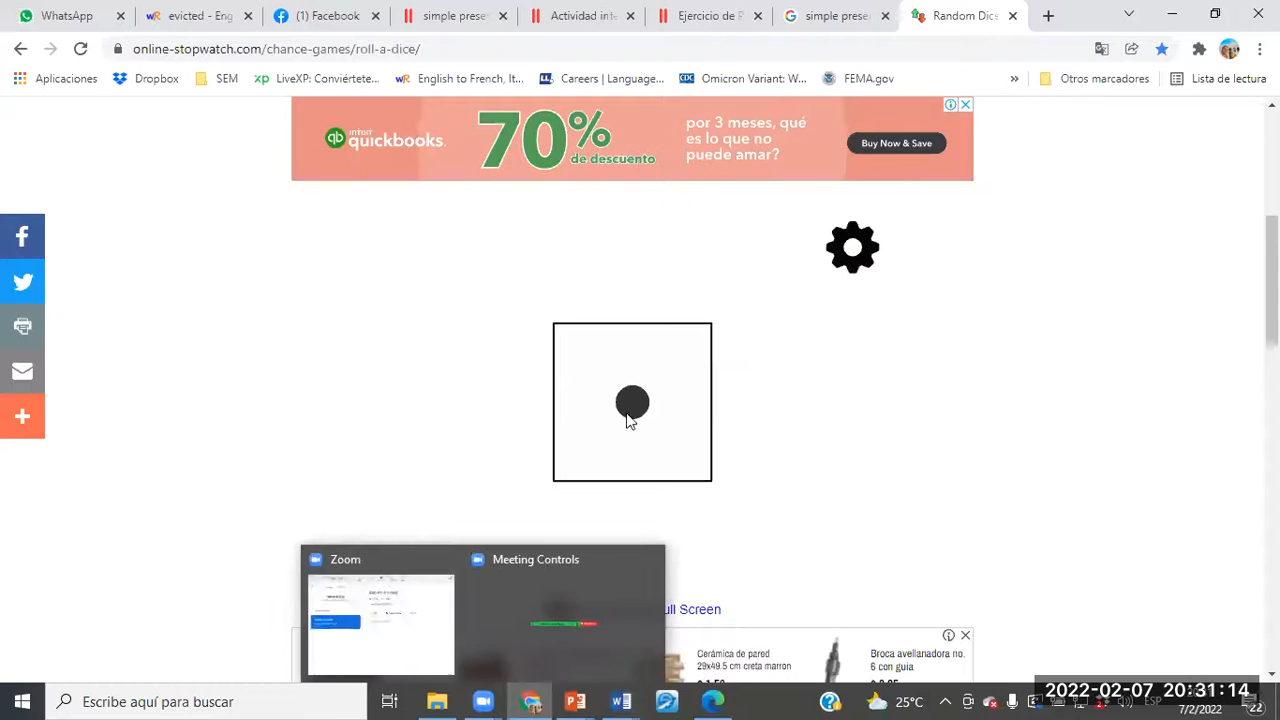 WhatsApp
evicted - Eng
(1) Facebook
simple prese
Actividad int
Ejercicio de P
simple prese
Random Dic
online-stopwatch.com/chance-games/roll-a-dice/
Aplicaciones
Dropbox
SEM
LiveXP: Conviértete...
English to French, It...
Careers | Language...
Omicron Variant: W...
FEMA.gov
»
Otros marcadores
Lista de lectura
intuit
quickbooks.
70%
de descuento
por 3 meses, qué
es lo que no
puede amar?
Buy Now & Save
Zoom
Meeting Controls
ull Screen
Cerámica de pared
29x49.5 cm creta marron
Broca avellanadora no.
6 con guia
Escribe aquí para buscar
25°C
ESP
2022-02-07 20:31:14
7/2/2022
22